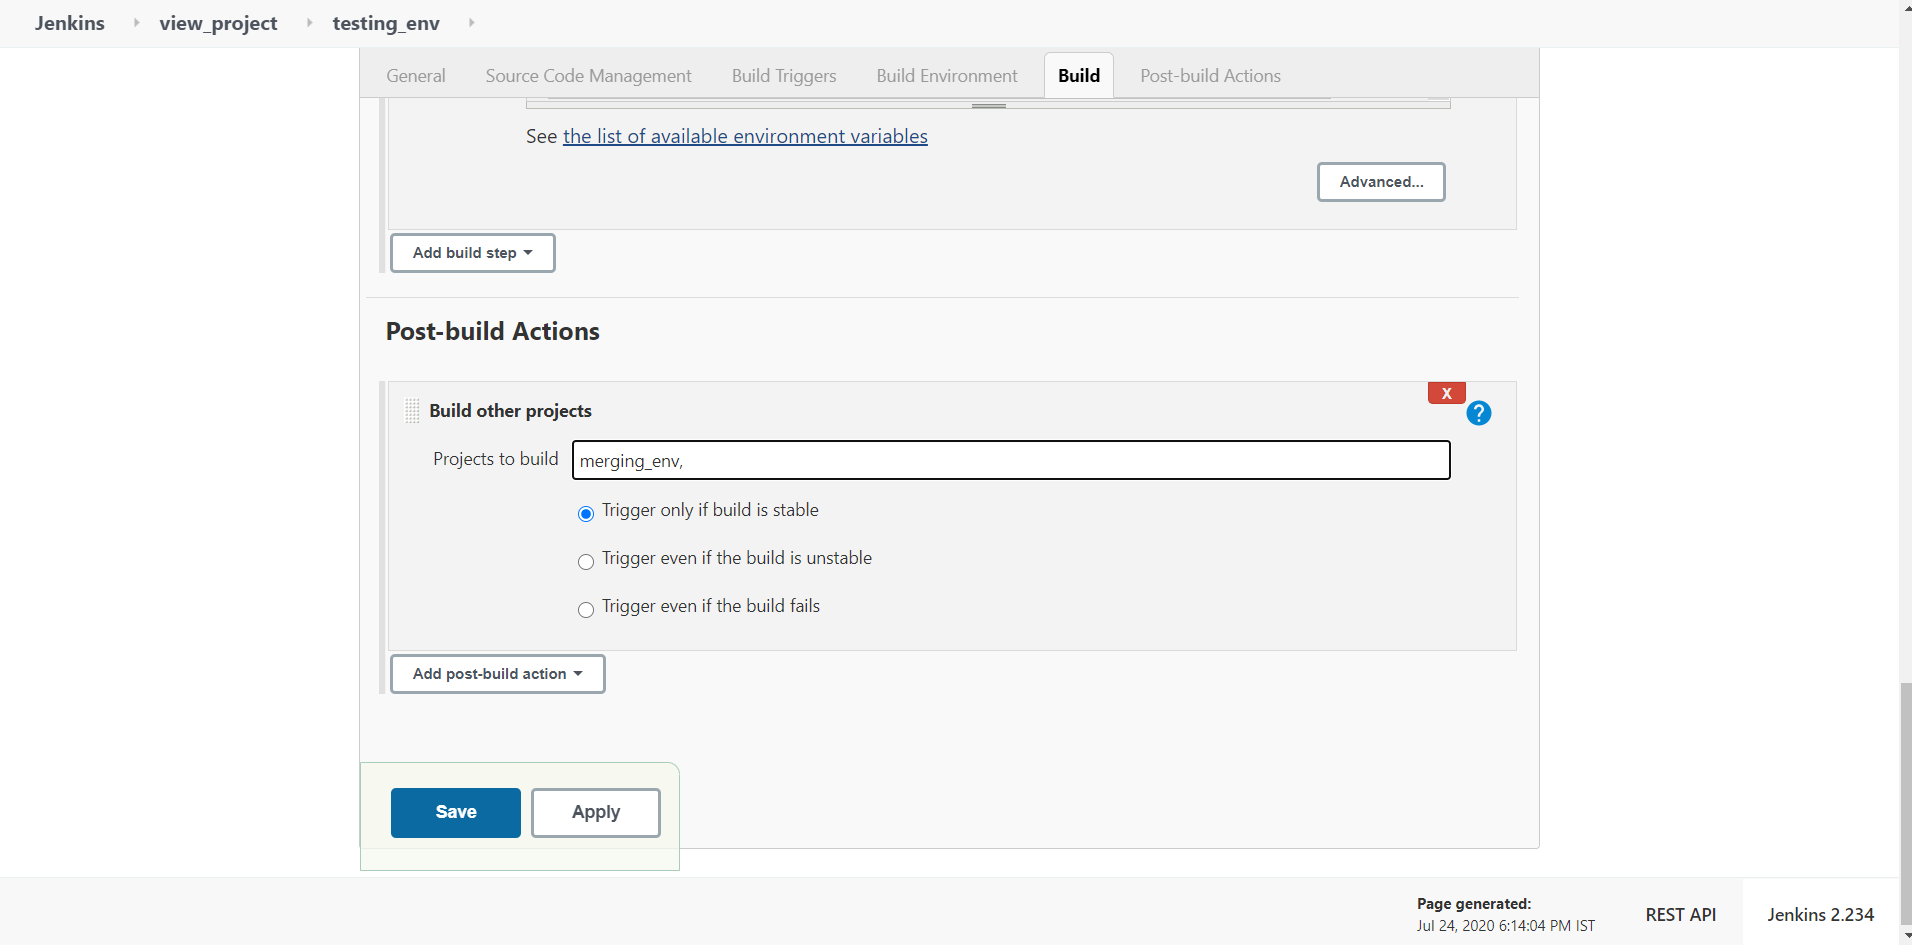 Jenkins view_project testing_env
General Source Code Management Build Triggers Build Environment Build Post-build Actions
See the list of available environment variables
Advanced...
Add build step
Post-build Actions
X
Build other projects
?
Projects to build merging_env,
Trigger only if build is stable
Trigger even if the build is unstable
Trigger even if the build fails
Add post-build action
Save Apply
Page generated:
Jul 24, 2020 6:14:04 PM IST
REST API
Jenkins 2.234